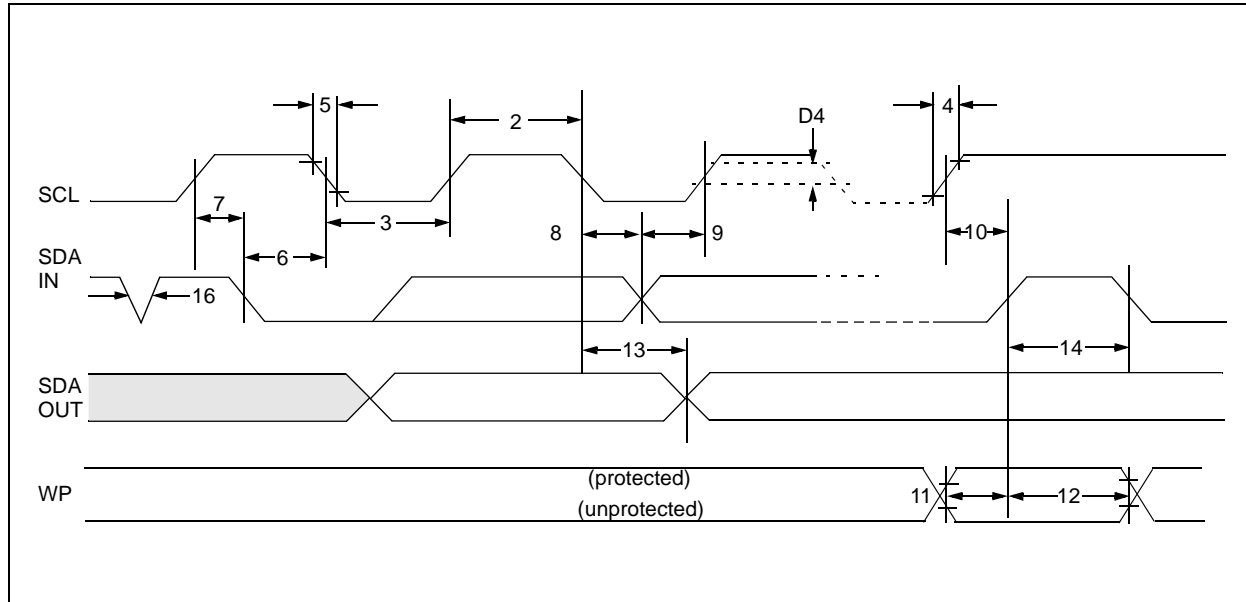 5
2
D4
4
SCL
7
3
8
9
10
SDA
IN
6
16
13
14
SDA
OUT
WP
(protected)
(unprotected)
11
12